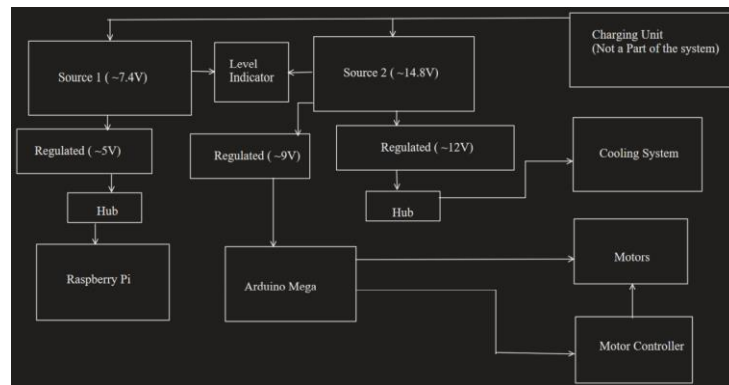 Charging Unit
(Not a Part of the system)
Level
Indicator
Source 1 ( ~7.4V)
Source 2 ( ~14.8V)
Regulated ( ~5V)
Regulated ( ~9V)
Regulated ( ~12V)
Cooling System
Hub
Hub
Raspberry Pi
Arduino Mega
Motors
Motor Controller